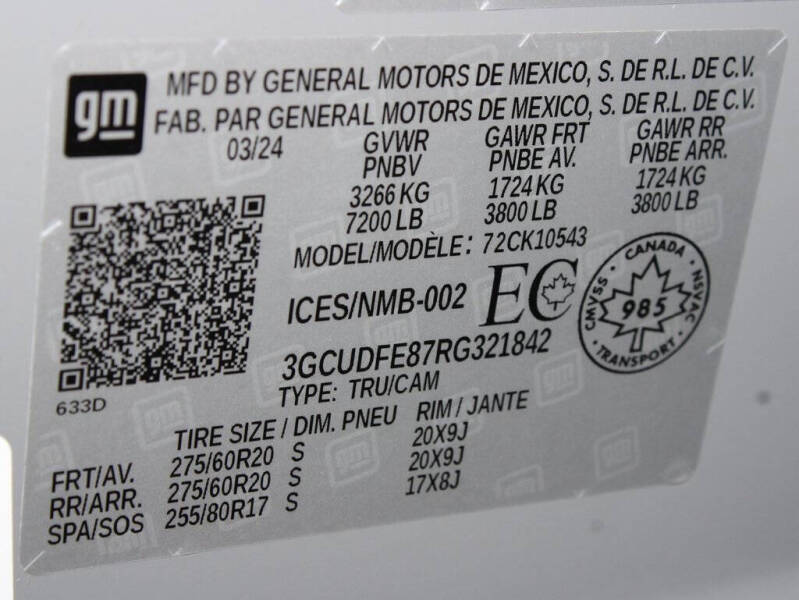 gm
MFD BY GENERAL MOTORS DE MEXICO, S. DE R.L. DE C.V.
FAB. PAR GENERAL MOTORS DE MEXICO, S. DE R.L. DE C.V.
03/24 GVWR GAWR FRT GAWR RR
PNBV PNBE AV. PNBE ARR.
3266 KG 1724 KG 1724 KG
7200 LB 3800 LB 3800 LB
MODEL/MODÈLE: 72CK10543
ICES/NMB-002 EC
CANADA
CMVSS 985 NSVAC
TRANSPORT
3GCUDFE87RG321842
TYPE: TRU/CAM
633D
TIRE SIZE / DIM. PNEU RIM / JANTE
FRT/AV. 275/60R20 S 20X9J
RR/ARR. 275/60R20 S 20X9J
SPA/SOS 255/80R17 S 17X8J